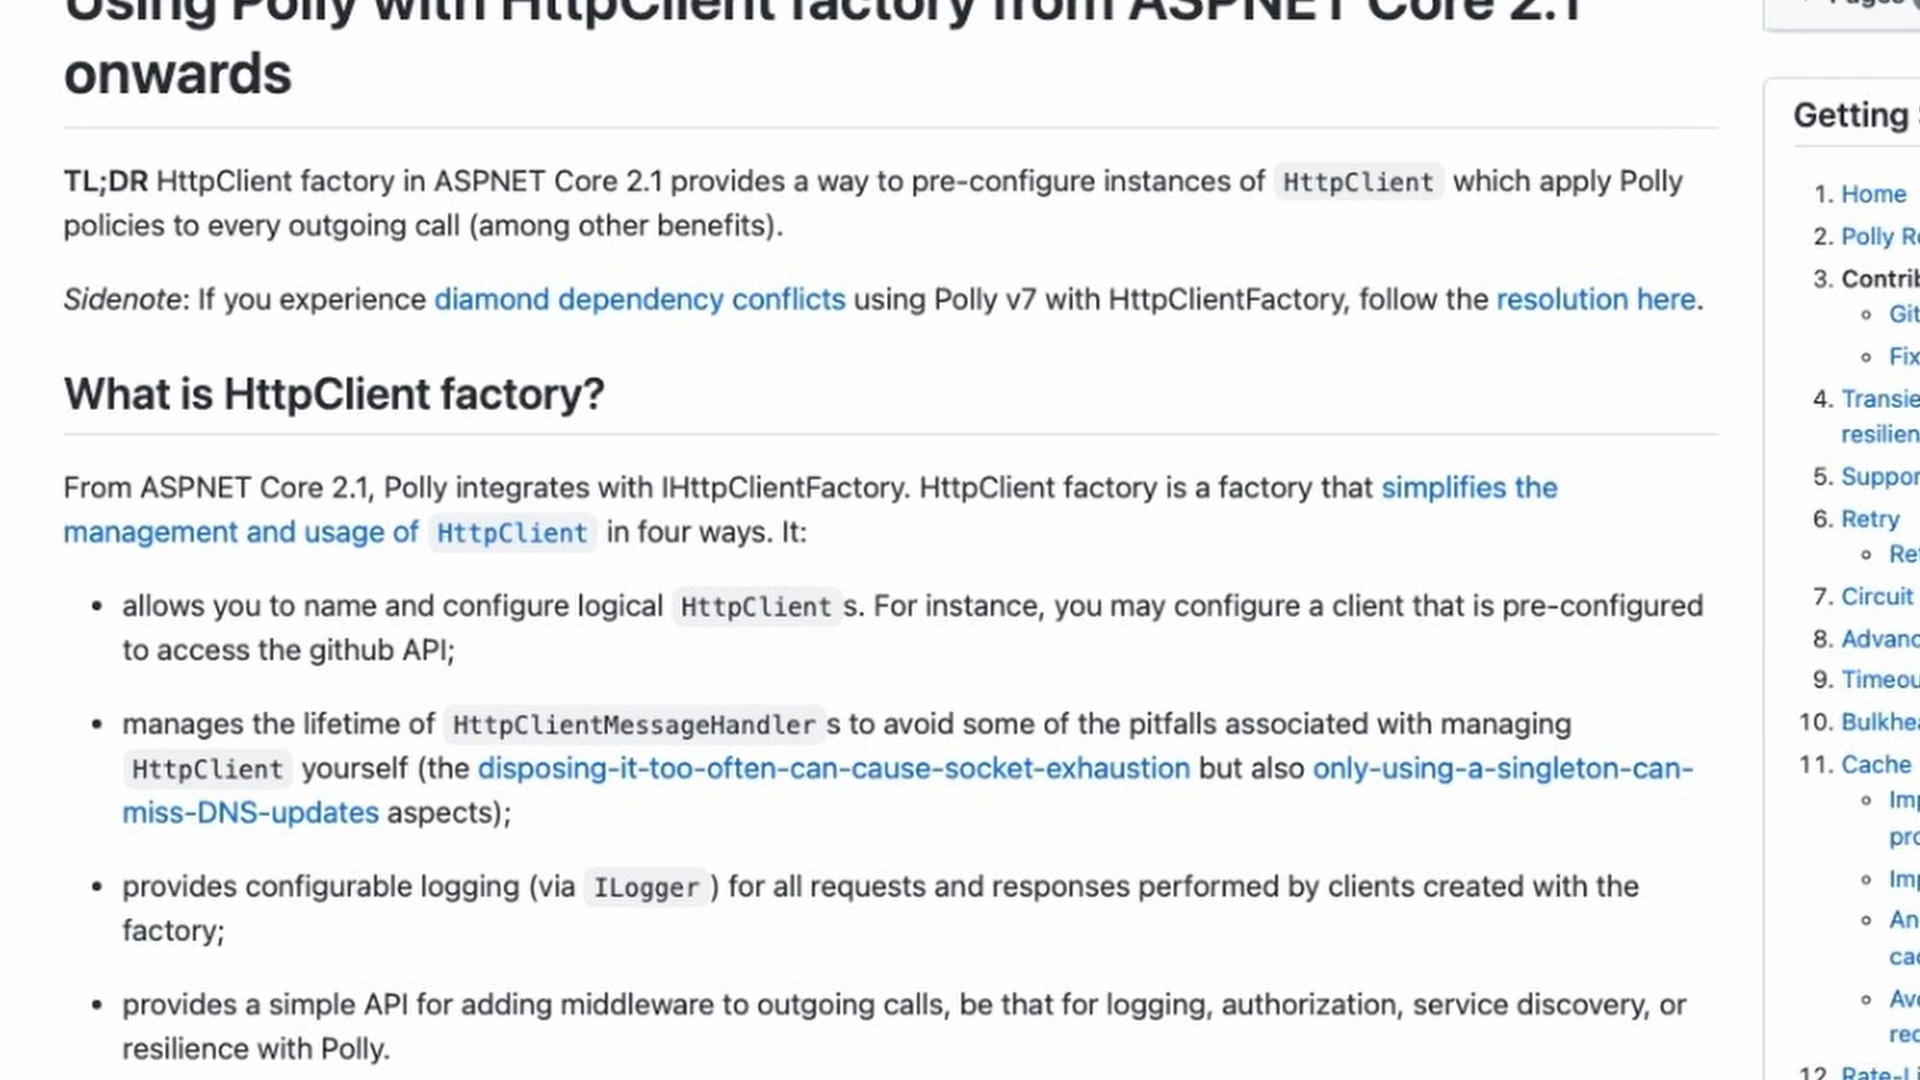 Using Polly with HttpClient factory from ASPNET Core 2.1
onwards
TL;DR HttpClient factory in ASPNET Core 2.1 provides a way to pre-configure instances of HttpClient which apply Polly
policies to every outgoing call (among other benefits).
Sidenote: If you experience diamond dependency conflicts using Polly v7 with HttpClientFactory, follow the resolution here.
What is HttpClient factory?
From ASPNET Core 2.1, Polly integrates with IHttpClientFactory. HttpClient factory is a factory that simplifies the
management and usage of HttpClient in four ways. It:
• allows you to name and configure logical HttpClient s. For instance, you may configure a client that is pre-configured
to access the github API;
• manages the lifetime of HttpClientMessageHandler s to avoid some of the pitfalls associated with managing
HttpClient yourself (the disposing-it-too-often-can-cause-socket-exhaustion but also only-using-a-singleton-can-
miss-DNS-updates aspects);
• provides configurable logging (via ILogger ) for all requests and responses performed by clients created with the
factory;
• provides a simple API for adding middleware to outgoing calls, be that for logging, authorization, service discovery, or
resilience with Polly.
Pages
Getting
1. Home
2. Polly
3. Contrib
Git
Fix
4. Transie
resilien
5. Suppor
6. Retry
Re
7. Circuit
8. Advanc
9. Timeou
10. Bulkhea
11. Cache
Imp
pro
Imp
An
cac
Avo
rec
12. Rate-Li